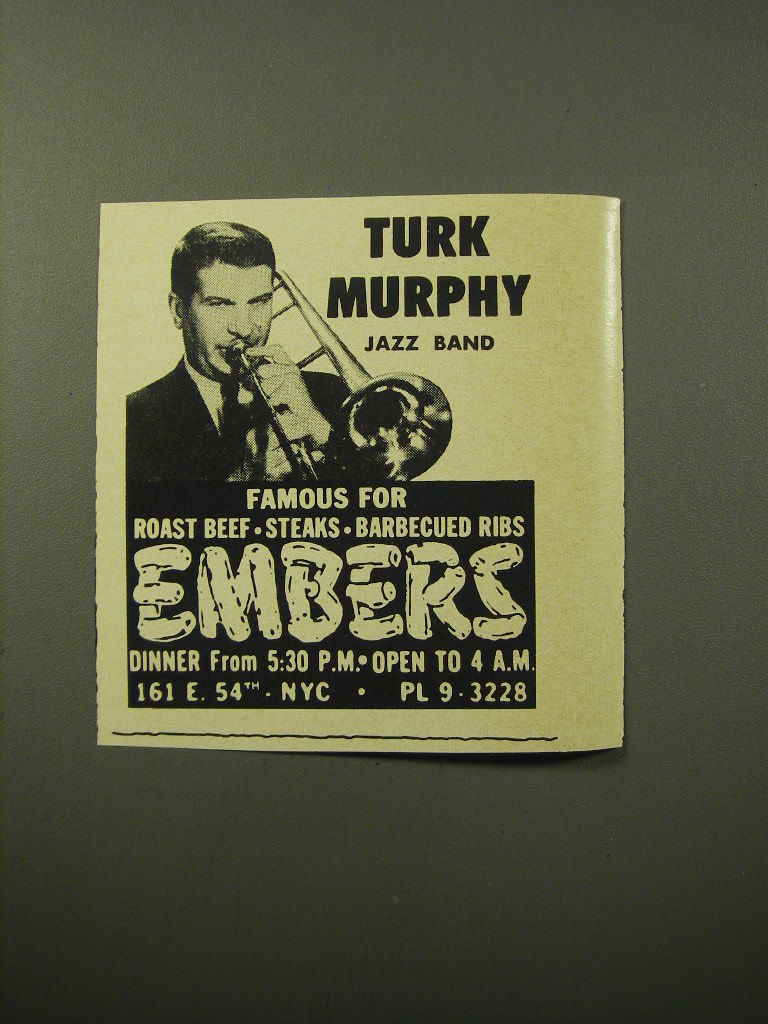 TURK
MURPHY
JAZZ BAND
FAMOUS FOR
ROAST BEEF • STEAKS • BARBECUED RIBS
EMBERS
DINNER From 5:30 P.M. • OPEN TO 4 A.M.
161 E. 54TH - NYC • PL 9-3228